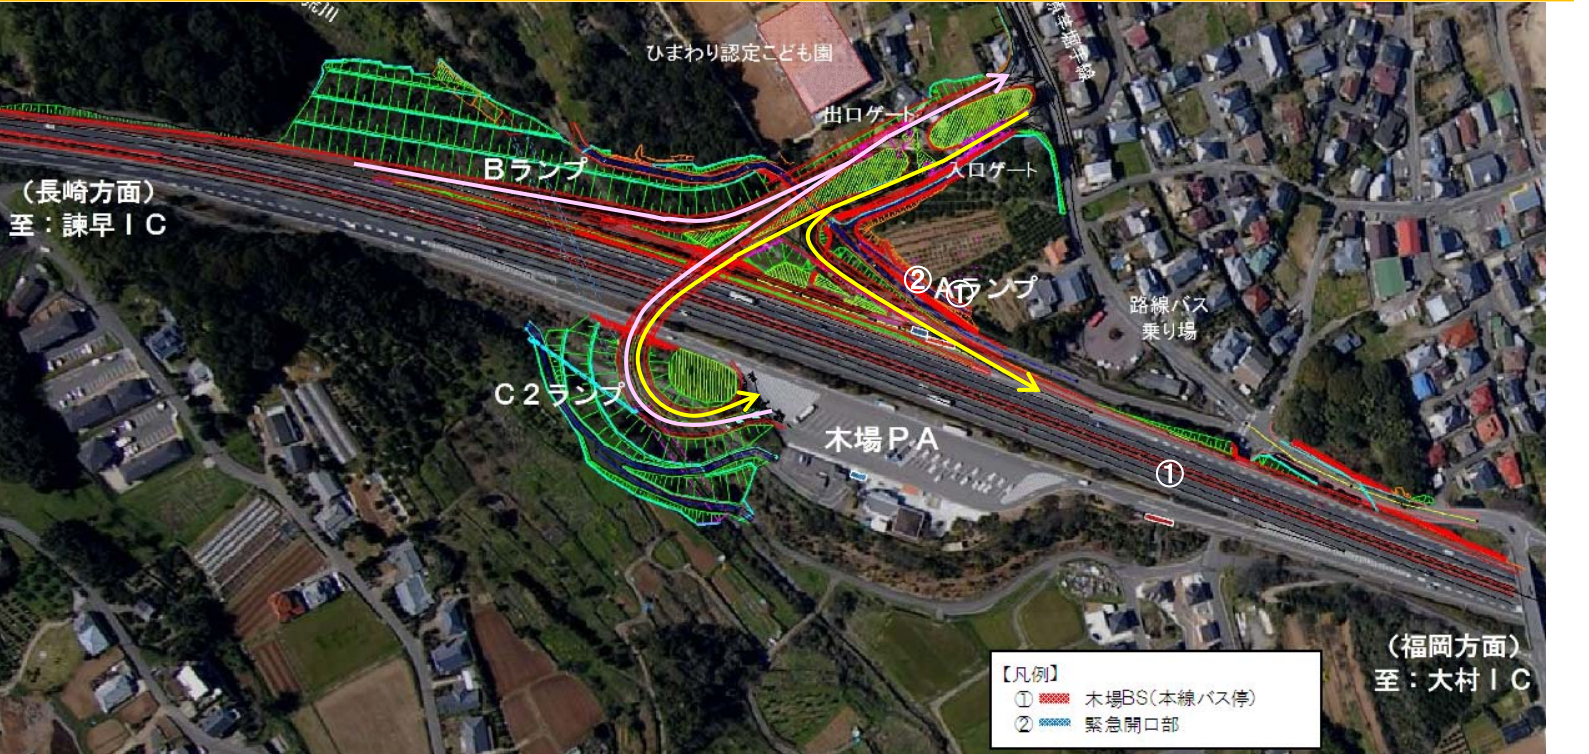 ひまわり認定こども園
出口ゲート
Bランプ
入口ゲート
(長崎方面)
至：諫早IC
②
Aランプ
①
路線バス
乗り場
C2ランプ
木場PA
①
(福岡方面)
至：大村IC
【凡例】
① 木場BS(本線バス停)
② 緊急開口部